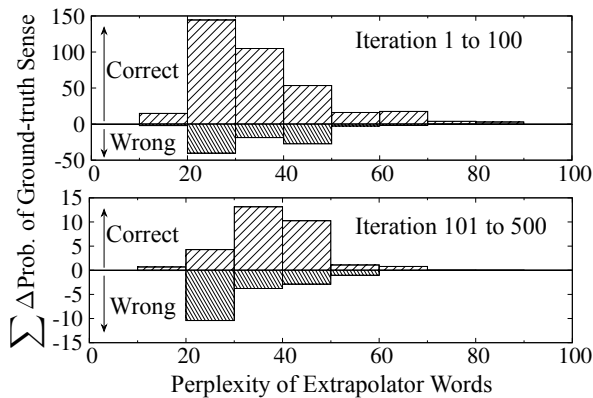 ∑ ΔProb. of Ground-truth Sense
150
100
50
0
-50
Correct
Wrong
Iteration 1 to 100
0 20 40 60 80 100
15
10
5
0
-5
-10
-15
Correct
Wrong
Iteration 101 to 500
0 20 40 60 80 100
Perplexity of Extrapolator Words